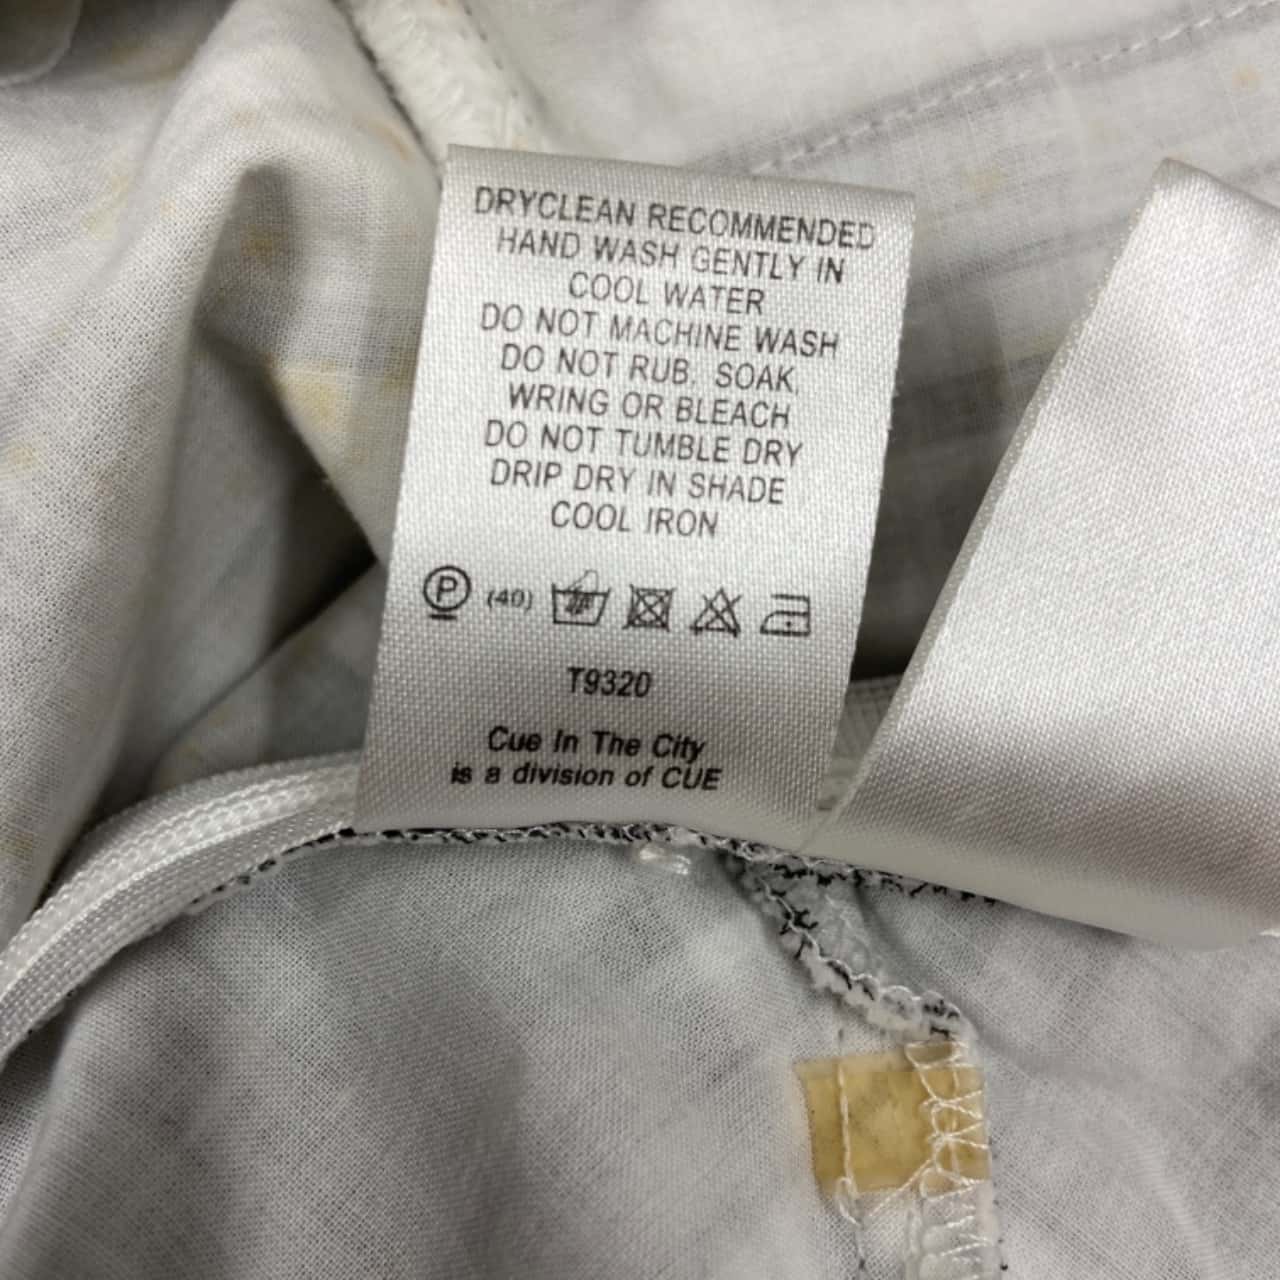 DRYCLEAN RECOMMENDED
HAND WASH GENTLY IN
COOL WATER
DO NOT MACHINE WASH
DO NOT RUB, SOAK,
WRING OR BLEACH
DO NOT TUMBLE DRY
DRIP DRY IN SHADE
COOL IRON
P (40)
T9320
Cue In The City
is a division of CUE